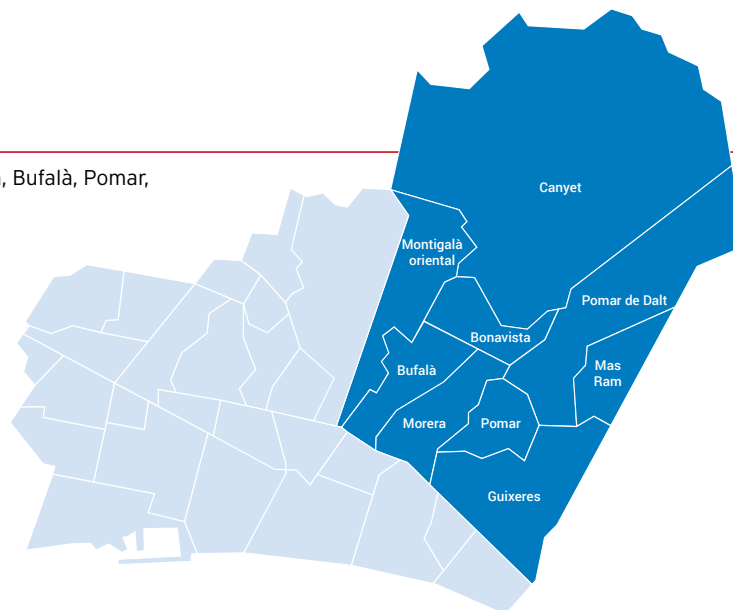 , Bufalà, Pomar,
Canyet
Montigalà
oriental
Pomar de Dalt
Bonavista
Mas
Ram
Bufalà
Morera
Pomar
Guixeres